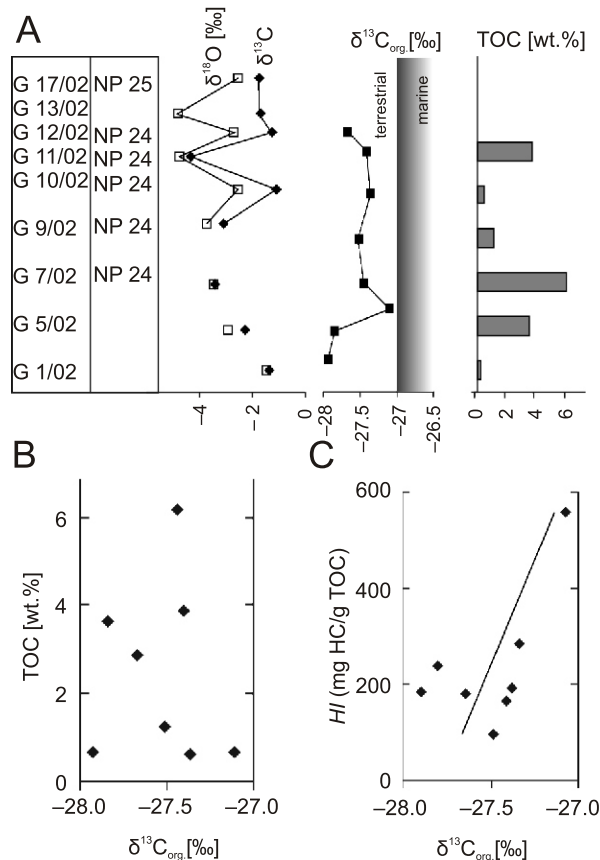 A
δ¹⁸O [‰]
δ¹³C
δ¹³Corg.[‰]
TOC [wt.%]
terrestrial
marine
G 17/02 NP 25
G 13/02
G 12/02 NP 24
G 11/02 NP 24
G 10/02 NP 24
G 9/02
G 7/02 NP 24
G 5/02
G 1/02
–4 –2 0
–28 –27.5 –27 –26.5
0 2 4 6
B
TOC [wt.%]
6
4
2
0
–28.0 –27.5 –27.0
δ¹³Corg.[‰]
C
HI (mg HC/g TOC)
600
400
200
0
–28.0 –27.5 –27.0
δ¹³Corg.[‰]